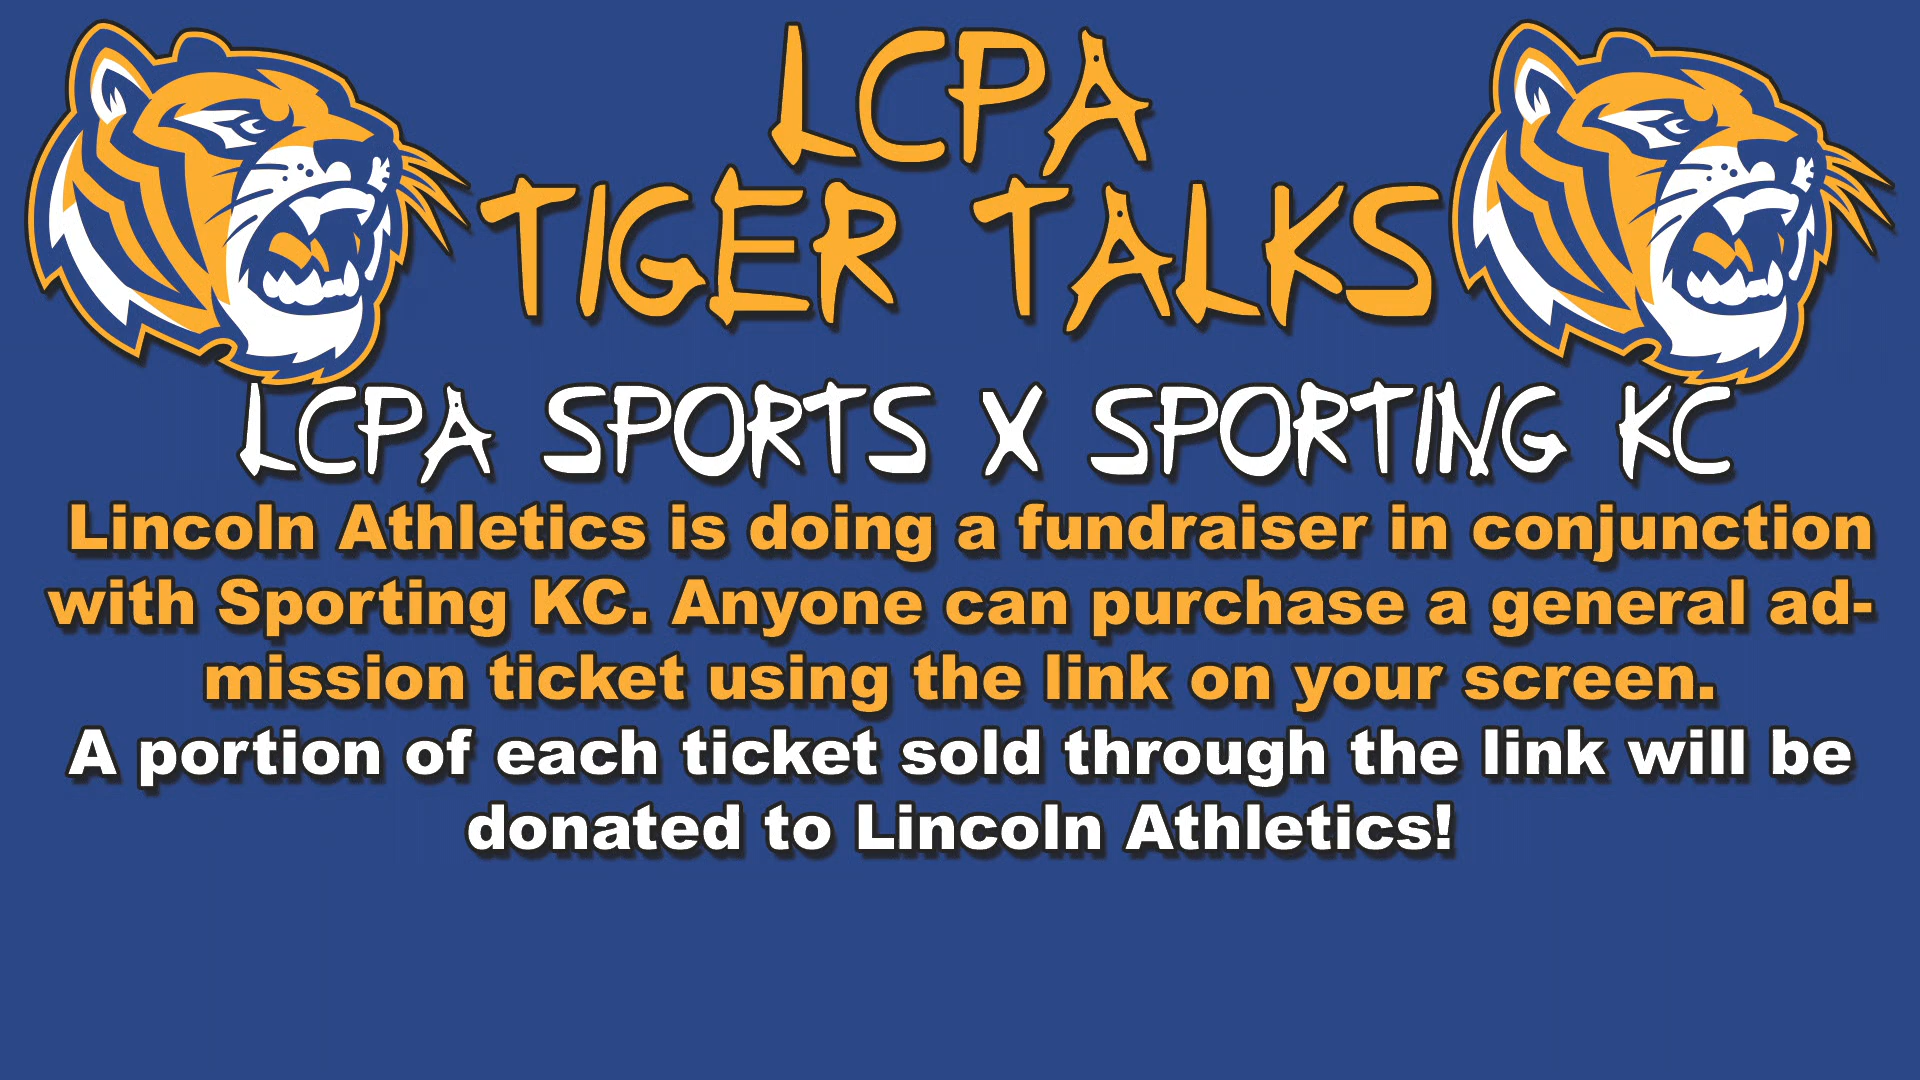 LCPA
TIGER TALKS
LCPA SPORTS X SPORTING KC
Lincoln Athletics is doing a fundraiser in conjunction
with Sporting KC. Anyone can purchase a general ad-
mission ticket using the link on your screen.
A portion of each ticket sold through the link will be
donated to Lincoln Athletics!